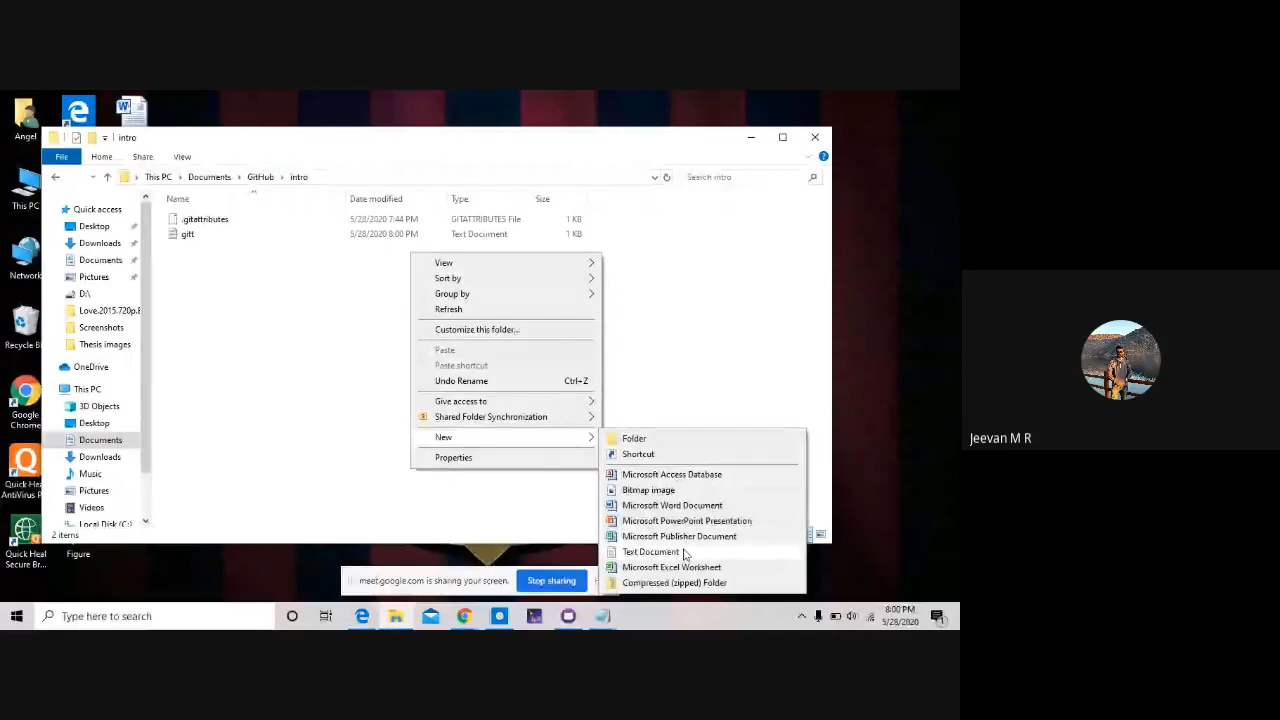 intro
File Home Share View
This PC Documents GitHub intro Search intro
Name Date modified Type Size
.gitattributes 5/28/2020 7:44 PM GITATTRIBUTES File 1 KB
gitt 5/28/2020 8:00 PM Text Document 1 KB
Quick access
Desktop
Downloads
Documents
Pictures
D:\
Love.2015.720p.
Screenshots
Thesis images
OneDrive
This PC
3D Objects
Desktop
Documents
Downloads
Music
Pictures
Videos
Local Disk (C:)
2 items
View
Sort by
Group by
Refresh
Customize this folder...
Paste
Paste shortcut
Undo Rename Ctrl+Z
Give access to
Shared Folder Synchronization
New
Properties
Folder
Shortcut
Microsoft Access Database
Bitmap image
Microsoft Word Document
Microsoft PowerPoint Presentation
Microsoft Publisher Document
Text Document
Microsoft Excel Worksheet
Compressed (zipped) Folder
Angel
This PC
Network
Recycle B
Google
Chrome
Quick He
AntiVirus P
Quick Heal
Secure Br...
Figure
meet.google.com is sharing your screen.
Stop sharing
Type here to search
8:00 PM
5/28/2020
Jeevan M R